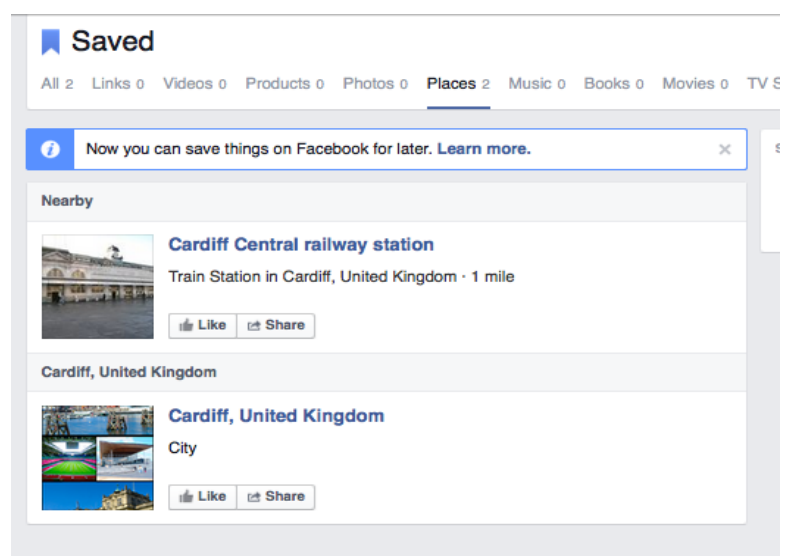 Saved
All 2 Links 0 Videos 0 Products 0 Photos 0 Places 2 Music 0 Books 0 Movies 0 TV S
Now you can save things on Facebook for later. Learn more.
Nearby
Cardiff Central railway station
Train Station in Cardiff, United Kingdom · 1 mile
Like Share
Cardiff, United Kingdom
Cardiff, United Kingdom
City
Like Share